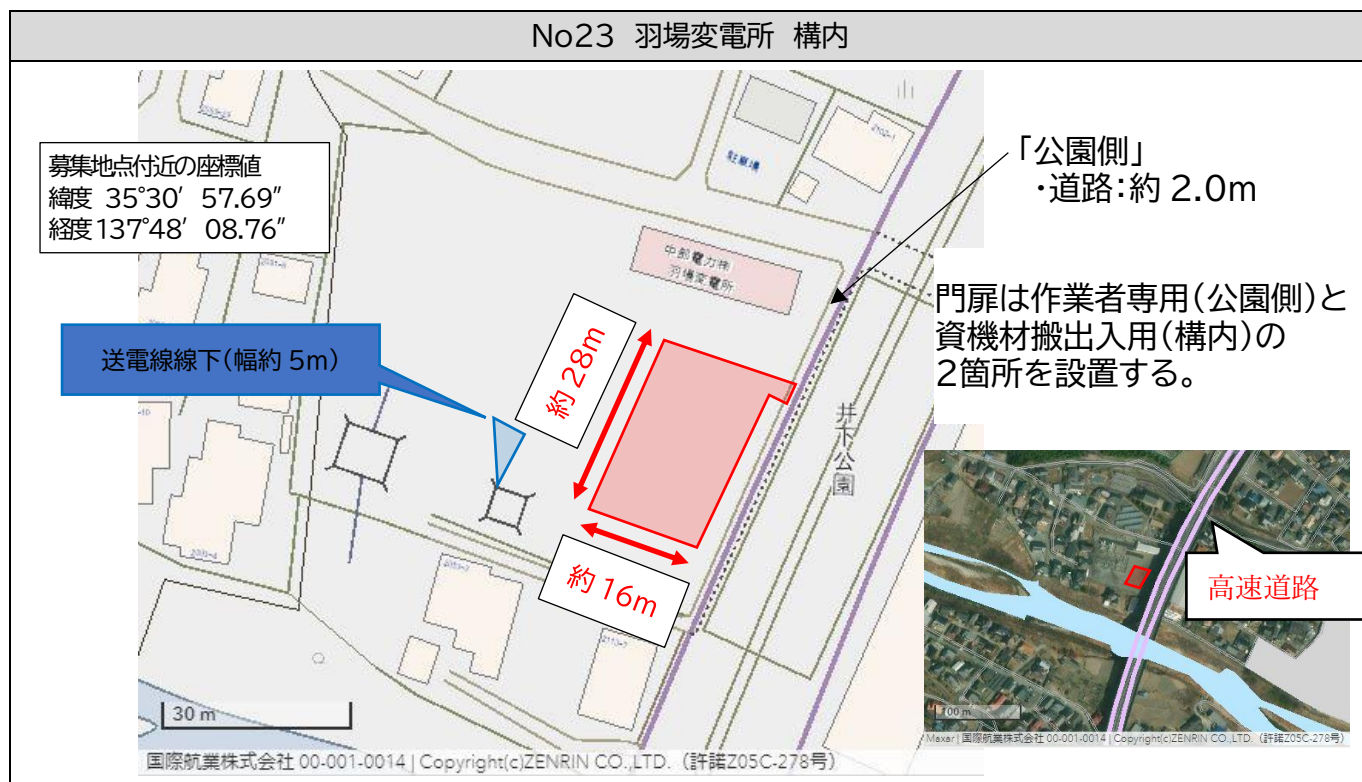 No23 羽場変電所 構内
募集地点付近の座標値
緯度 35°30′ 57.69″
経度137°48′ 08.76″
「公園側」
・道路:約 2.0m
駐車場
中部電力㈱
羽場変電所
門扉は作業者専用(公園側)と
資機材搬出入用(構内)の
2箇所を設置する。
送電線線下(幅約 5m)
約 28m
約 16m
井下公園
高速道路
30 m
100 m
Maxar | 国際航業株式会社 00-001-0014 | Copyright(c)ZENRIN CO.,LTD. (許諾Z05C-278号)
国際航業株式会社 00-001-0014 | Copyright(c)ZENRIN CO.,LTD. (許諾Z05C-278号)